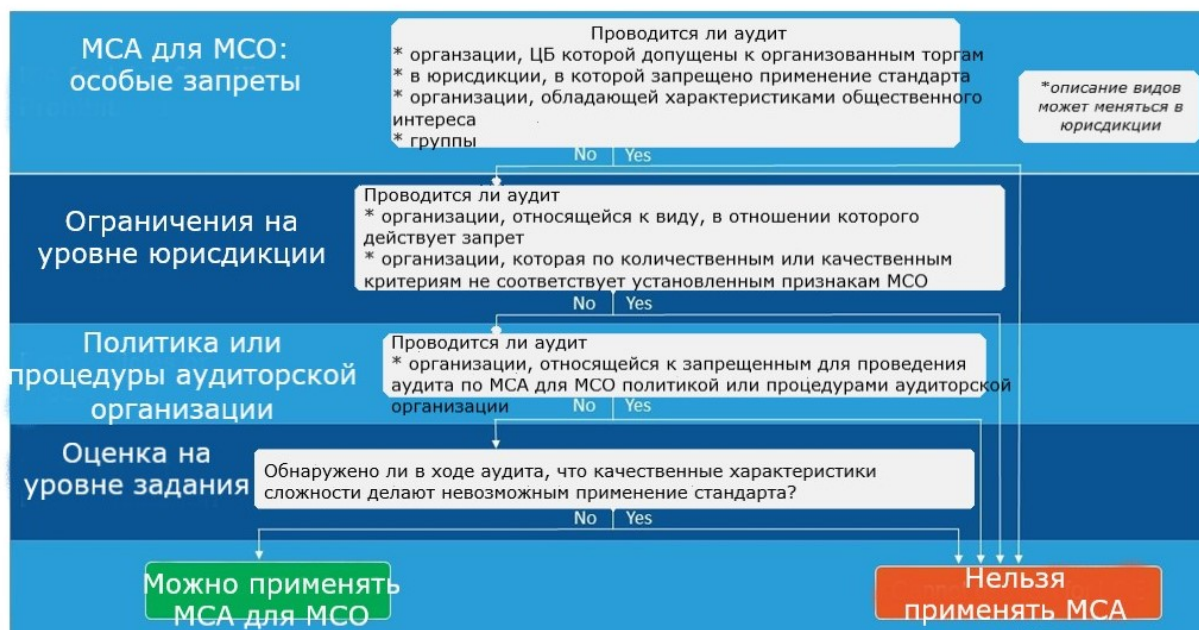 МСА для МСО:
особые запреты
Проводится ли аудит
* органзации, ЦБ которой допущены к организованным торгам
* в юрисдикции, в которой запрещено применение стандарта
* организации, обладающей характеристиками общественного
интереса
* группы
*описание видов
может меняться в
юрисдикции
No Yes
Ограничения на
уровне юрисдикции
Проводится ли аудит
* организации, относящейся к виду, в отношении которого
действует запрет
* организации, которая по количественным или качественным
критериям не соответствует установленным признакам МСО
No Yes
Политика или
процедуры аудиторской
организации
Проводится ли аудит
* организации, относящейся к запрещенным для проведения
аудита по МСА для МСО политикой или процедурами аудиторской
организации
No Yes
Оценка на
уровне задания
Обнаружено ли в ходе аудита, что качественные характеристики
сложности делают невозможным применение стандарта?
No Yes
Можно применять
МСА для МСО
Нельзя
применять МСА